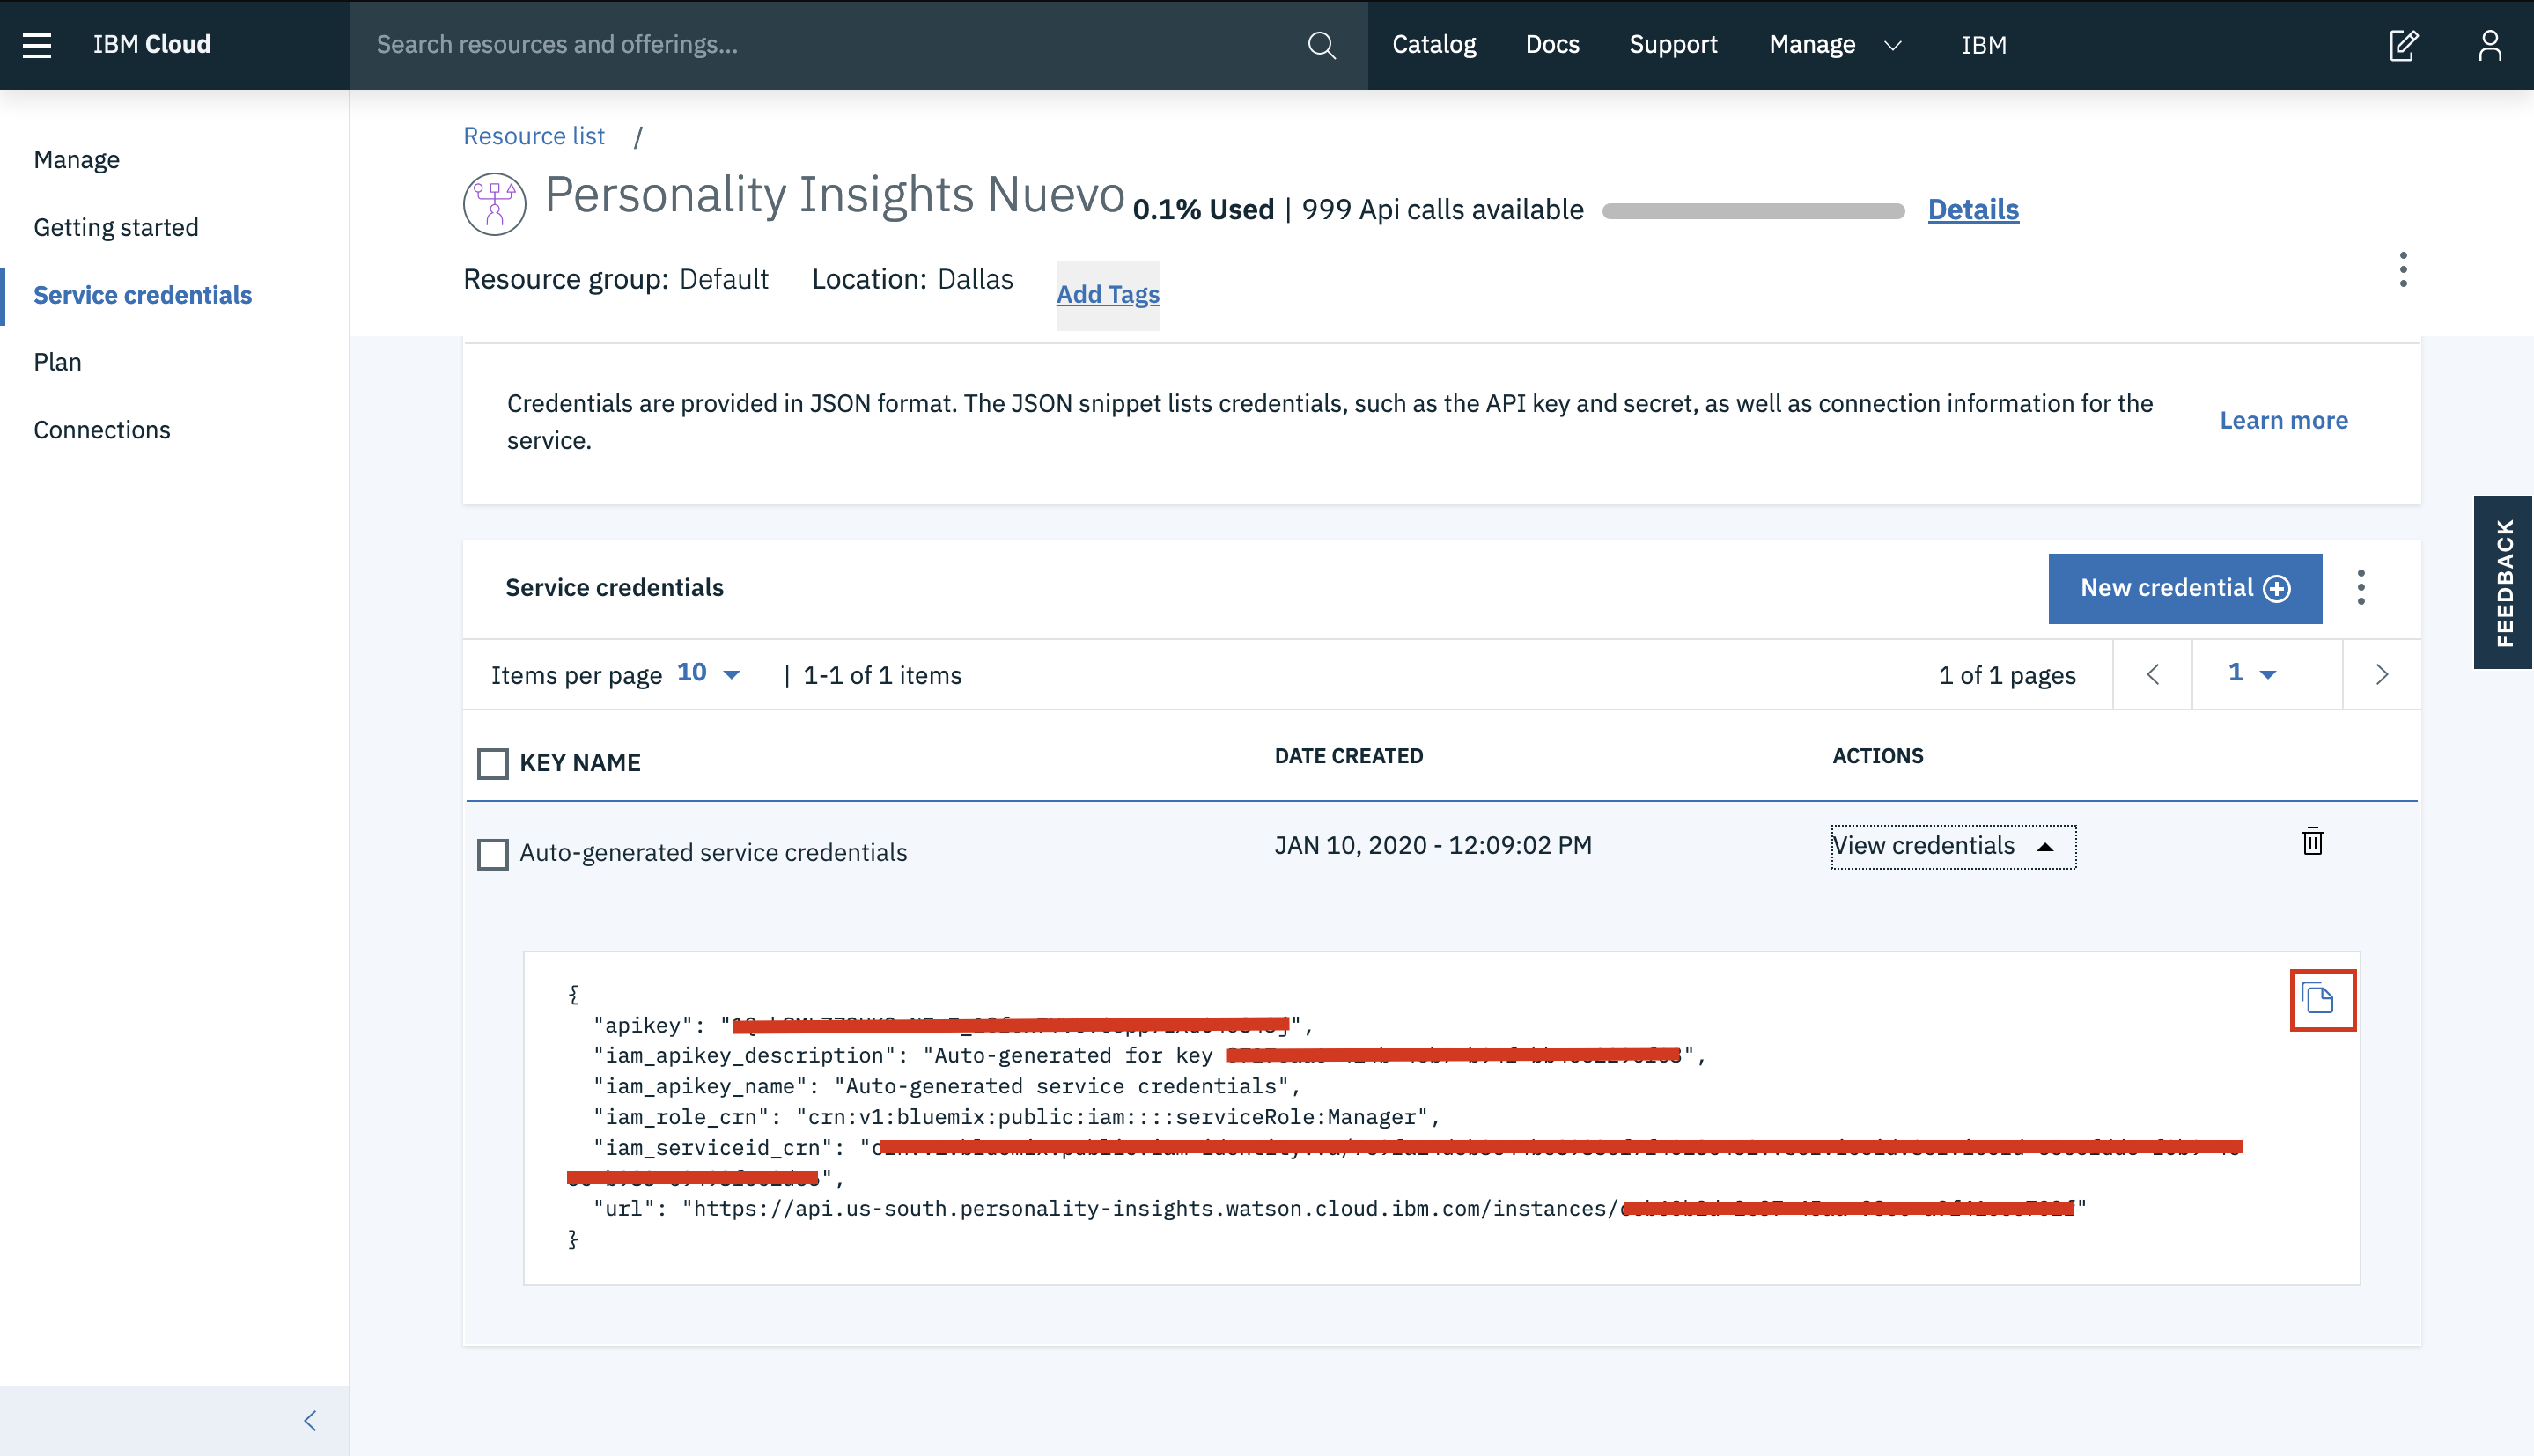 IBM Cloud
Search resources and offerings...
Catalog Docs Support Manage IBM
Manage
Getting started
Service credentials
Plan
Connections
Resource list /
Personality Insights Nuevo 0.1% Used | 999 Api calls available Details
Resource group: Default Location: Dallas Add Tags
Credentials are provided in JSON format. The JSON snippet lists credentials, such as the API key and secret, as well as connection information for the
service.
Learn more
FEEDBACK
Service credentials New credential
Items per page 10 | 1-1 of 1 items 1 of 1 pages 1
KEY NAME DATE CREATED ACTIONS
Auto-generated service credentials JAN 10, 2020 - 12:09:02 PM View credentials
{
"apikey": "",
"iam_apikey_description": "Auto-generated for key ",
"iam_apikey_name": "Auto-generated service credentials",
"iam_role_crn": "crn:v1:bluemix:public:iam::::serviceRole:Manager",
"iam_serviceid_crn": "
",
"url": "https://api.us-south.personality-insights.watson.cloud.ibm.com/instances/"
}